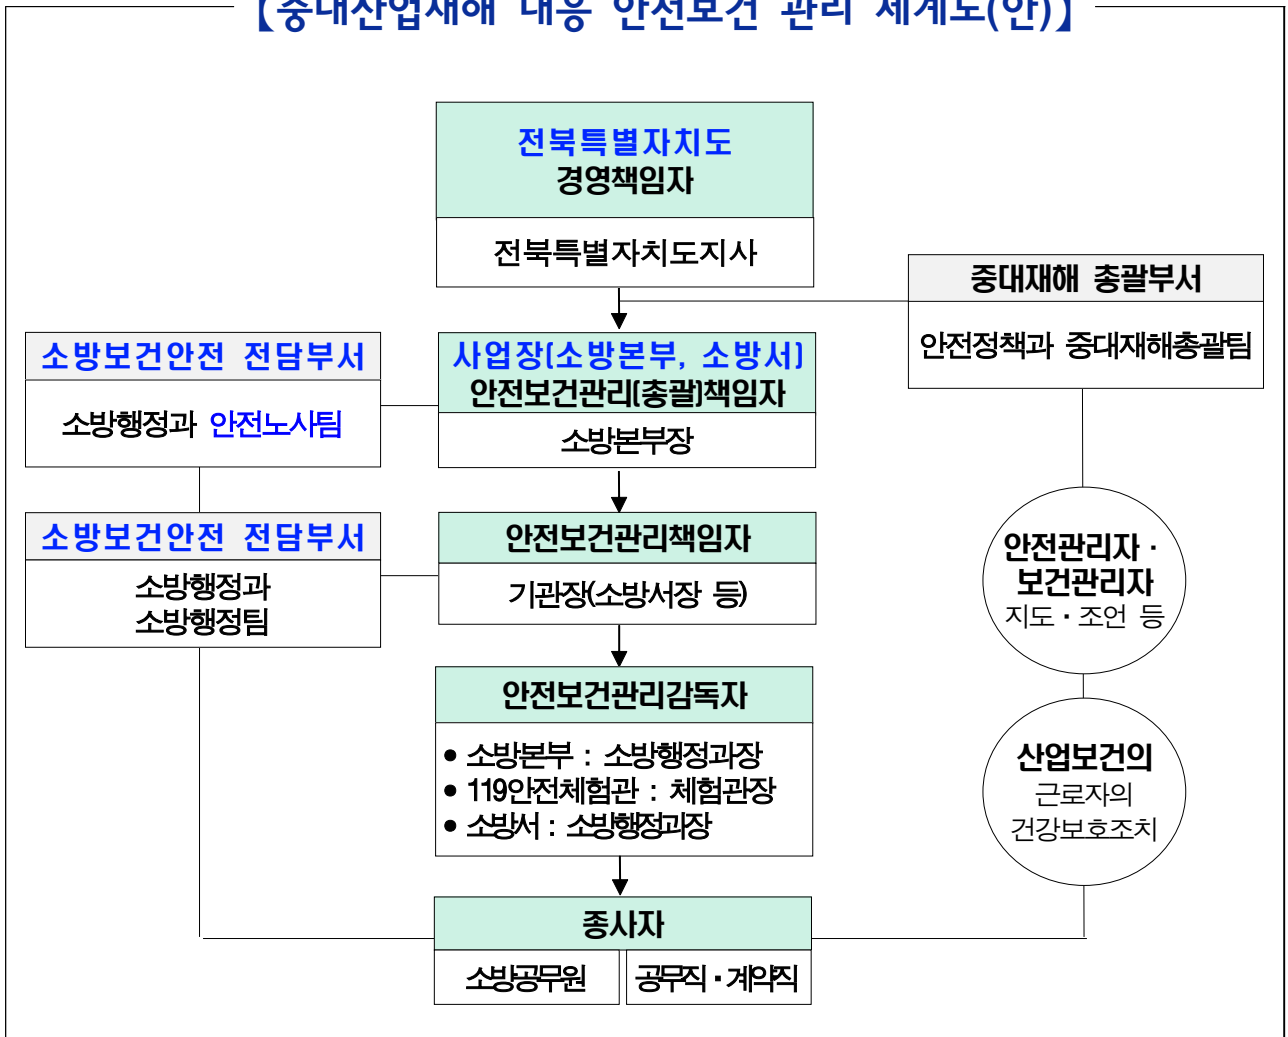 【중대산업재해 대응 안전보건 관리 체계도(안)】
전북특별자치도
경영책임자
전북특별자치도지사
중대재해 총괄부서
안전정책과 중대재해총괄팀
소방보건안전 전담부서
소방행정과 안전노사팀
사업장(소방본부, 소방서)
안전보건관리(총괄)책임자
소방본부장
소방보건안전 전담부서
소방행정과
소방행정팀
안전보건관리책임자
기관장(소방서장 등)
안전관리자 ·
보건관리자
지도 · 조언 등
안전보건관리감독자
• 소방본부 : 소방행정과장
• 119안전체험관 : 체험관장
• 소방서 : 소방행정과장
산업보건의
근로자의
건강보호조치
종사자
소방공무원
공무직 · 계약직